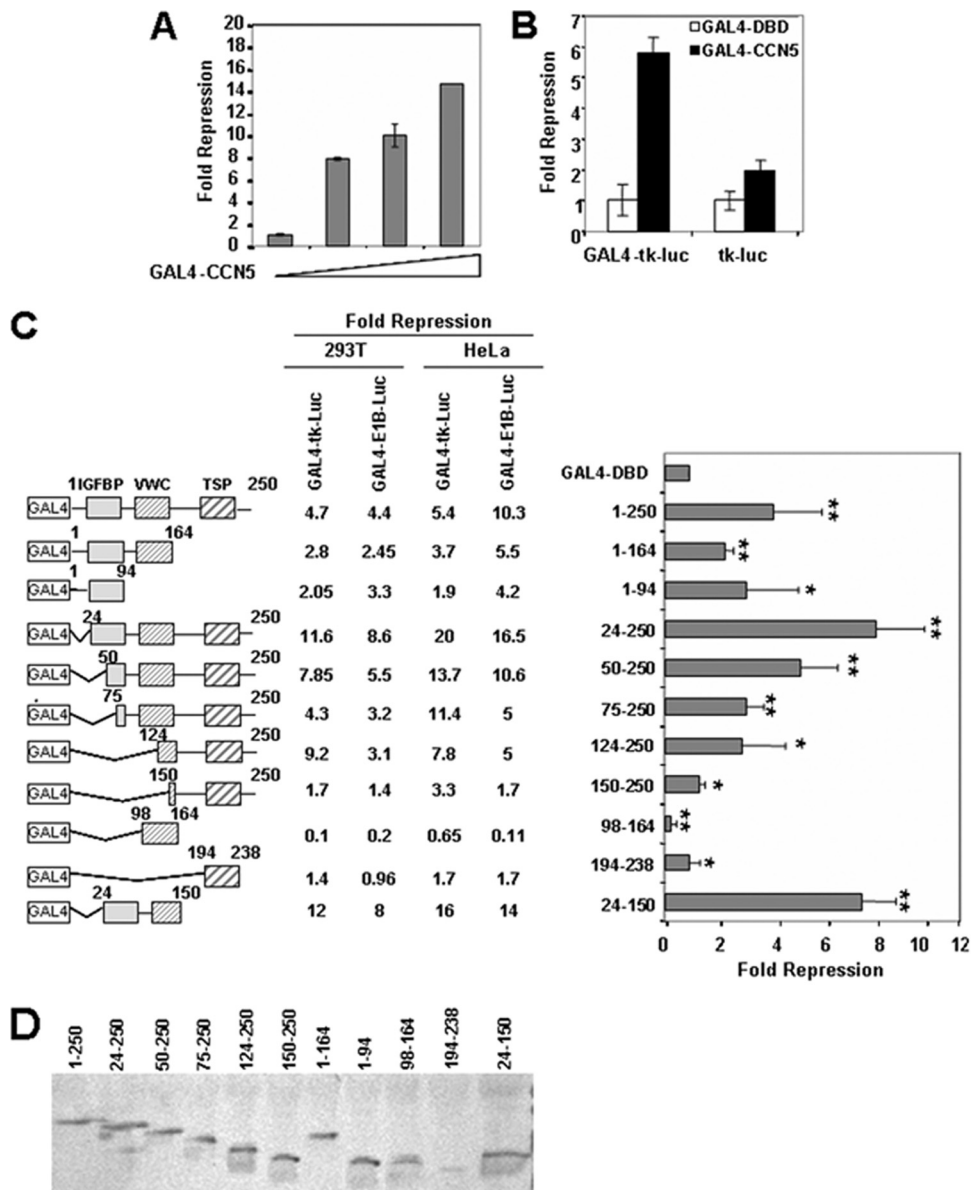 A
Fold Repression
20
18
16
14
12
10
8
6
4
2
0
GAL4-CCN5
B
Fold Repression
7
6
5
4
3
2
1
0
GAL4-DBD
GAL4-CCN5
GAL4-tk-luc tk-luc
C
Fold Repression
293T HeLa
GAL4-tk-Luc GAL4-E1B-Luc GAL4-tk-Luc GAL4-E1B-Luc
1 IGFBP VWC TSP 250
GAL4 4.7 4.4 5.4 10.3
1 164
GAL4 2.8 2.45 3.7 5.5
1 94
GAL4 2.05 3.3 1.9 4.2
24 250
GAL4 11.6 8.6 20 16.5
50 250
GAL4 7.85 5.5 13.7 10.6
75 250
GAL4 4.3 3.2 11.4 5
124 250
GAL4 9.2 3.1 7.8 5
150 250
GAL4 1.7 1.4 3.3 1.7
98 164
GAL4 0.1 0.2 0.65 0.11
194 238
GAL4 1.4 0.96 1.7 1.7
24 150
GAL4 12 8 16 14
GAL4-DBD
1-250 **
1-164 **
1-94 *
24-250 **
50-250 **
75-250 **
124-250 *
150-250 *
98-164 **
194-238 *
24-150 **
0 2 4 6 8 10 12
Fold Repression
D
1-250 24-250 50-250 75-250 124-250 150-250 1-164 1-94 98-164 194-238 24-150